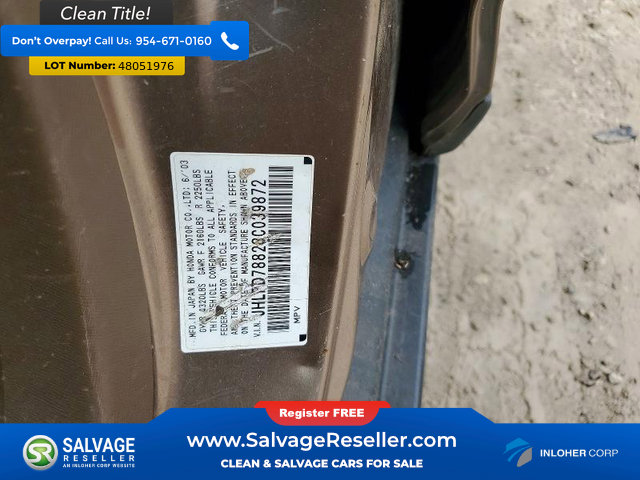 Clean Title!
Don't Overpay! Call Us: 954-671-0160
LOT Number: 48051976
MFD. IN JAPAN BY HONDA MOTOR CO., LTD: 6/'03
GVWR 4320LBS GAWR F 2160LBS R 2250LBS
THIS VEHICLE CONFORMS TO ALL APPLICABLE
FEDERAL MOTOR VEHICLE SAFETY,
AND THEFT PREVENTION STANDARDS IN EFFECT
ON THE DATE OF MANUFACTURE SHOWN ABOVE.
V.I.N.
MPV
Register FREE
SALVAGE
RESELLER
AN INLOHER CORP WEBSITE
www.SalvageReseller.com
CLEAN & SALVAGE CARS FOR SALE
INLOHER CORP